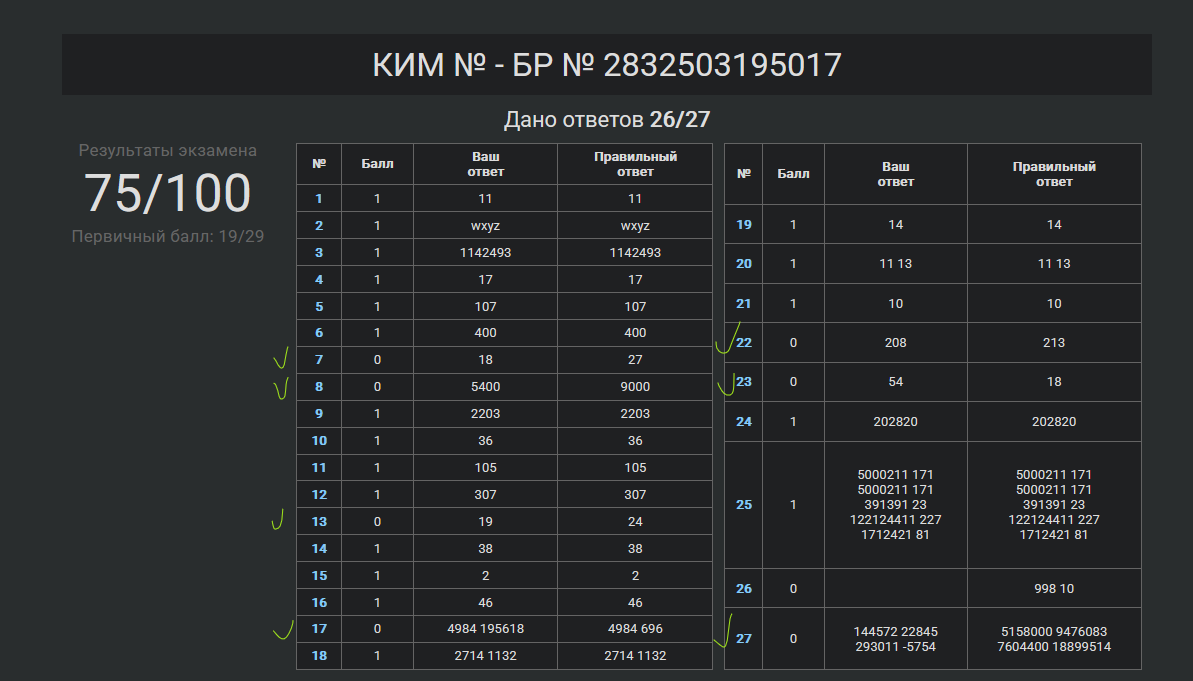 КИМ № - БР № 2832503195017
Дано ответов 26/27
Результаты экзамена
75/100
Первичный балл: 19/29
№ Балл Ваш ответ Правильный ответ
1 1 11 11
2 1 wxyz wxyz
3 1 1142493 1142493
4 1 17 17
5 1 107 107
6 1 400 400
7 0 18 27
8 0 5400 9000
9 1 2203 2203
10 1 36 36
11 1 105 105
12 1 307 307
13 0 19 24
14 1 38 38
15 1 2 2
16 1 46 46
17 0 4984 195618 4984 696
18 1 2714 1132 2714 1132
№ Балл Ваш ответ Правильный ответ
19 1 14 14
20 1 11 13 11 13
21 1 10 10
22 0 208 213
23 0 54 18
24 1 202820 202820
5000211 171 5000211 171
5000211 171 5000211 171
25 1 391391 23 391391 23
122124411 227 122124411 227
1712421 81 1712421 81
26 0 998 10
27 0 144572 22845 5158000 9476083
293011 -5754 7604400 18899514